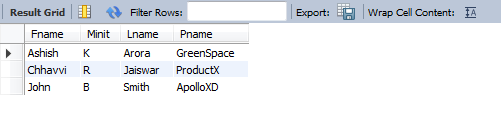 Result Grid Filter Rows: Export: Wrap Cell Content:
Fname Minit Lname Pname
Ashish K Arora GreenSpace
Chhavvi R Jaiswar ProductX
John B Smith ApolloXD